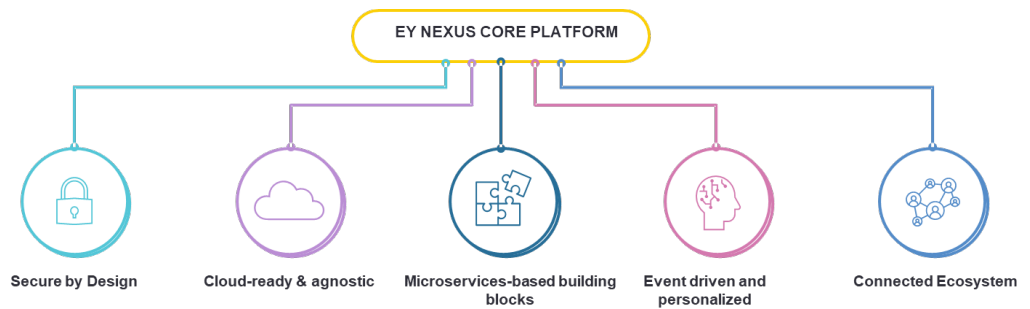 EY NEXUS CORE PLATFORM
Secure by Design
Cloud-ready & agnostic
Microservices-based building
blocks
Event driven and
personalized
Connected Ecosystem